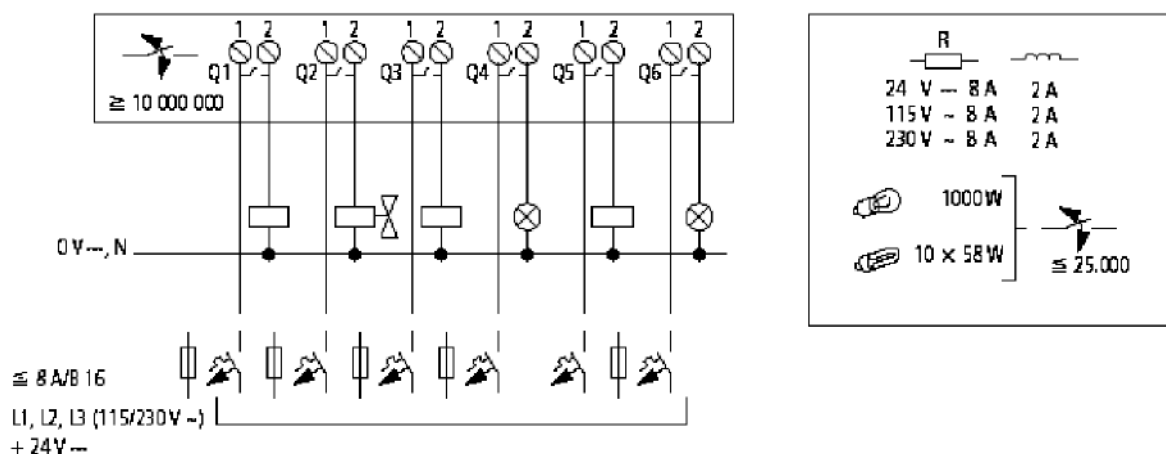 1 2 1 2 1 2 1 2 1 2 1 2
Q1 Q2 Q3 Q4 Q5 Q6
≧ 10 000 000
0 V ⎓, N
≦ 8 A/B 16
L1, L2, L3 (115/230 V ~)
+ 24 V ⎓
R
24 V ⎓ 8 A 2 A
115 V ~ 8 A 2 A
230 V ~ 8 A 2 A
1000 W
10 × 58 W
≦ 25.000